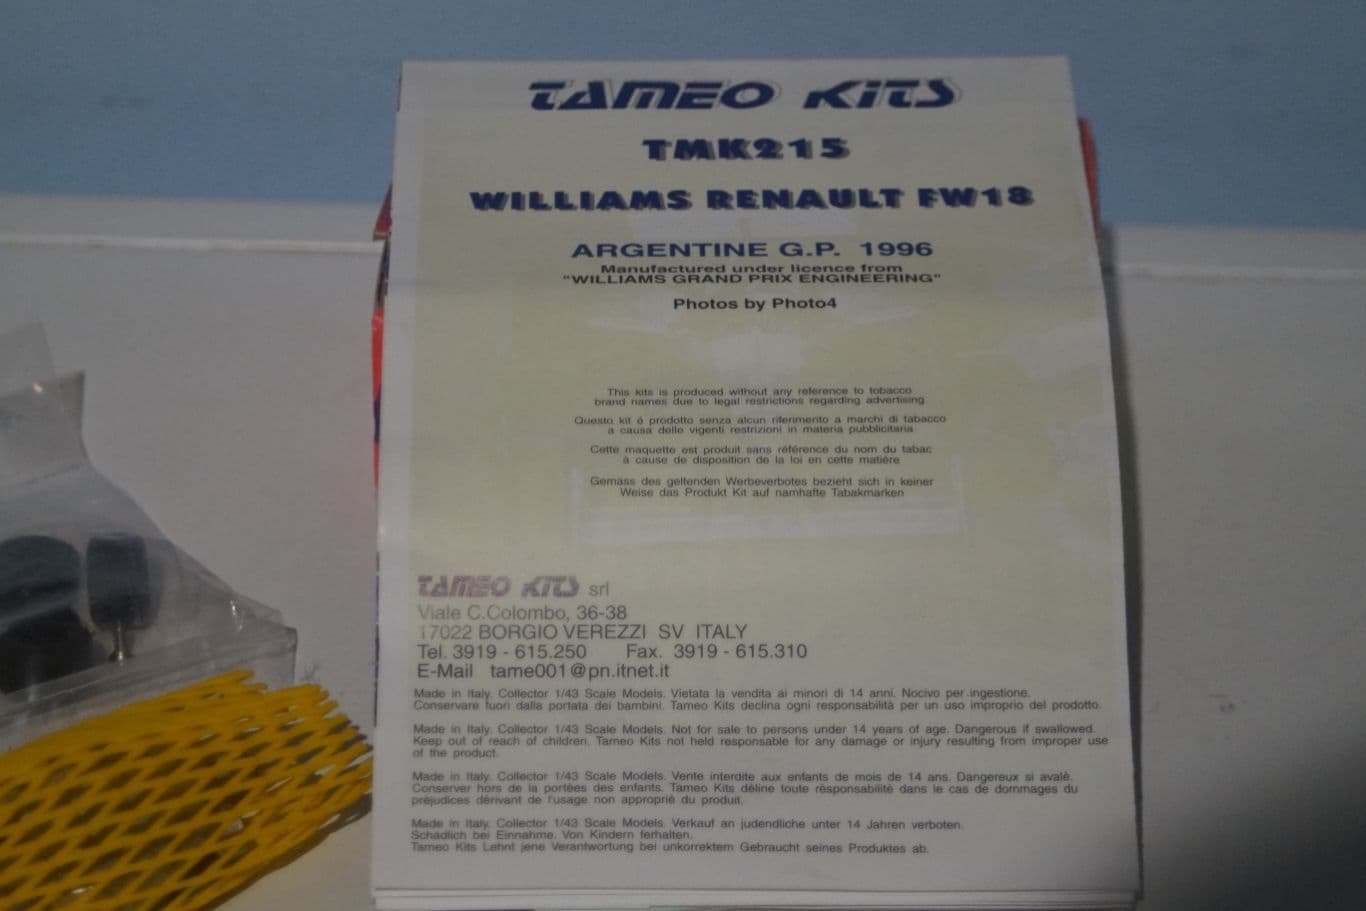 TAMEO KITS
TMK215
WILLIAMS RENAULT FW18
ARGENTINE G.P. 1996
Manufactured under licence from
"WILLIAMS GRAND PRIX ENGINEERING"
Photos by Photo4
This kits is produced without any reference to tobacco
brand names due to legal restrictions regarding advertising
Questo kit é prodotto senza alcun riferimento a marchi di tabacco
a causa delle vigenti restrizioni in materia pubblicitaria
Cette maquette est produit sans référence du nom du tabac
à cause de disposition de la loi en cette matiére
Gemass des geltenden Werbeverbotes bezieht sich in keiner
Weise das Produkt Kit auf namhafte Tabakmarken
TAMEO KITS srl
Viale C.Colombo, 36-38
17022 BORGIO VEREZZI SV ITALY
Tel. 3919 - 615.250 Fax. 3919 - 615.310
E-Mail tame001@pn.itnet.it
Made in Italy. Collector 1/43 Scale Models. Vietata la vendita ai minori di 14 anni. Nocivo per ingestione.
Conservare fuori dalla portata dei bambini. Tameo Kits declina ogni responsabilità per un uso improprio del prodotto.
Made in Italy. Collector 1/43 Scale Models. Not for sale to persons under 14 years of age. Dangerous if swallowed.
Keep out of reach of children. Tameo Kits not held responsable for any damage or injury resulting from improper use
of the product.
Made in Italy. Collector 1/43 Scale Models. Vente interdite aux enfants de mois de 14 ans. Dangereux si avalé.
Conserver hors de la portées des enfants. Tameo Kits déline toute résponsabilité dans le cas de dommages du
préjudices dérivant de l'usage non approprié du produit.
Made in Italy. Collector 1/43 Scale Models. Verkauf an judendliche unter 14 Jahren verboten.
Schädlich bei Einnahme. Von Kindern ferhalten.
Tameo Kits Lehnt jene Verantwortung bei unkorrektem Gebraucht seines Produktes ab.